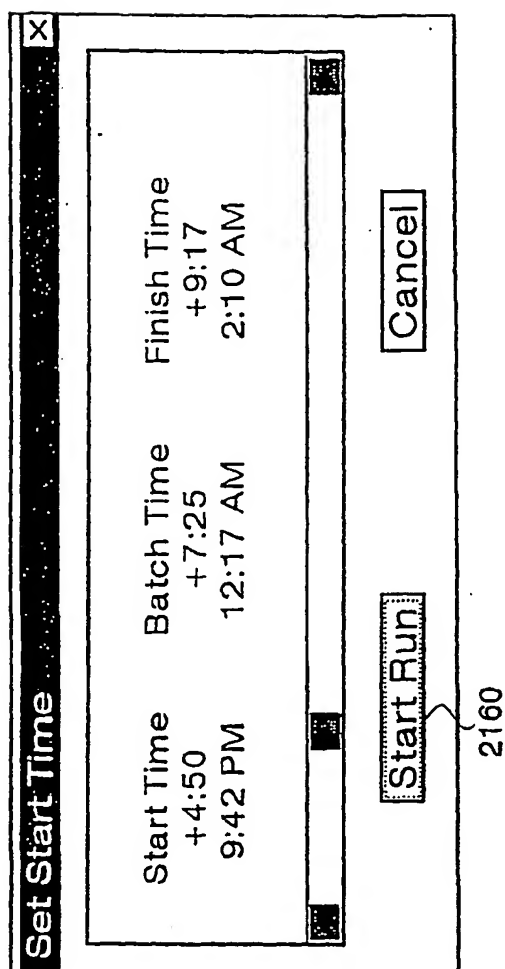 Set Start Time
X
Start Time Batch Time Finish Time
+4:50 +7:25 +9:17
9:42 PM 12:17 AM 2:10 AM
Start Run Cancel
2160